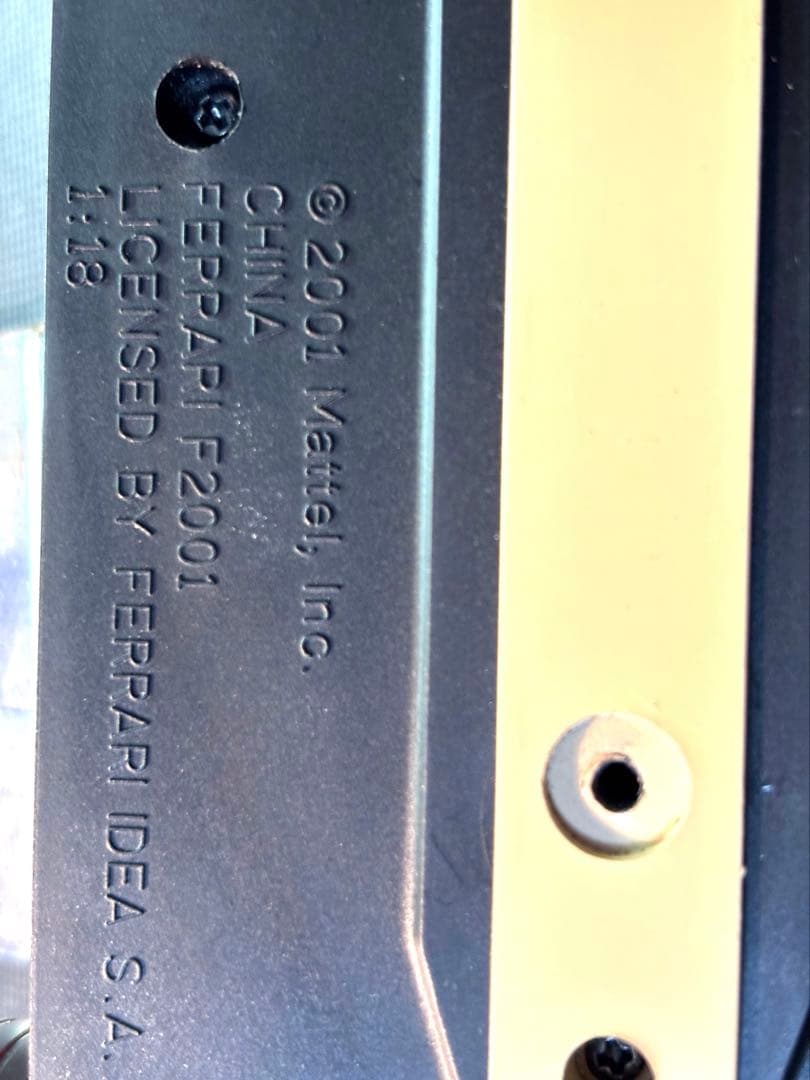 © 2001 Mattel, Inc.
CHINA
FERRARI F2001
LICENSED BY FERRARI IDEA S.A.
1:18